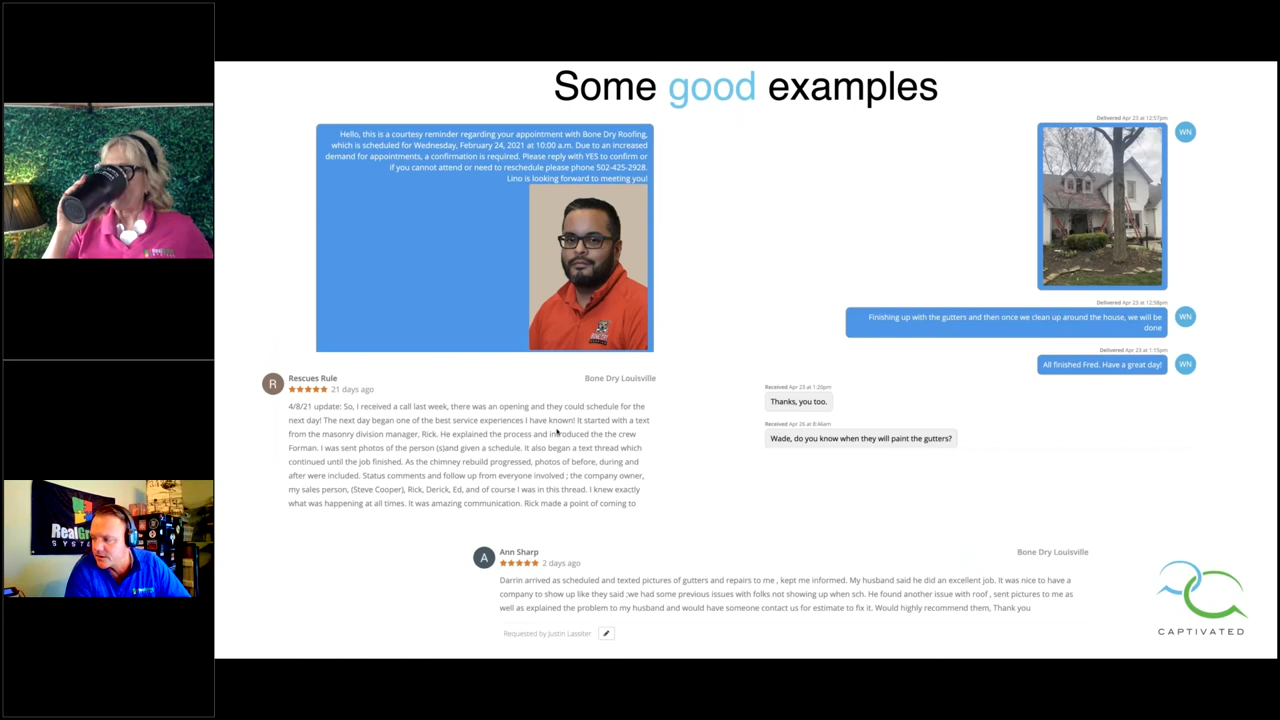 Some good examples
Hello, this is a courtesy reminder regarding your appointment with Bone Dry Roofing,
which is scheduled for Wednesday, February 24, 2021 at 10:00 a.m. Due to an increased
demand for appointments, a confirmation is required. Please reply with YES to confirm or
if you cannot attend or need to reschedule please phone 502-425-2928.
Lino is looking forward to meeting you!
R
Rescues Rule
Bone Dry Louisville
21 days ago
4/8/21 update: So, I received a call last week, there was an opening and they could schedule for the
next day! The next day began one of the best service experiences I have known! It started with a text
from the masonry division manager, Rick. He explained the process and introduced the the crew
Forman. I was sent photos of the person (s)and given a schedule. It also began a text thread which
continued until the job finished. As the chimney rebuild progressed, photos of before, during and
after were included. Status comments and follow up from everyone involved ; the company owner,
my sales person, (Steve Cooper), Rick, Derick, Ed, and of course I was in this thread. I knew exactly
what was happening at all times. It was amazing communication. Rick made a point of coming to
Delivered Apr 23 at 12:57pm
WN
Delivered Apr 23 at 12:58pm
Finishing up with the gutters and then once we clean up around the house, we will be
done
WN
Delivered Apr 23 at 1:15pm
All finished Fred. Have a great day!
WN
Received Apr 23 at 1:20pm
Thanks, you too.
Received Apr 26 at 8:46am
Wade, do you know when they will paint the gutters?
A
Ann Sharp
Bone Dry Louisville
2 days ago
Darrin arrived as scheduled and texted pictures of gutters and repairs to me , kept me informed. My husband said he did an excellent job. It was nice to have a
company to show up like they said ;we had some previous issues with folks not showing up when sch. He found another issue with roof , sent pictures to me as
well as explained the problem to my husband and would have someone contact us for estimate to fix it. Would highly recommend them, Thank you
Requested by Justin Lassiter
CAPTIVATED